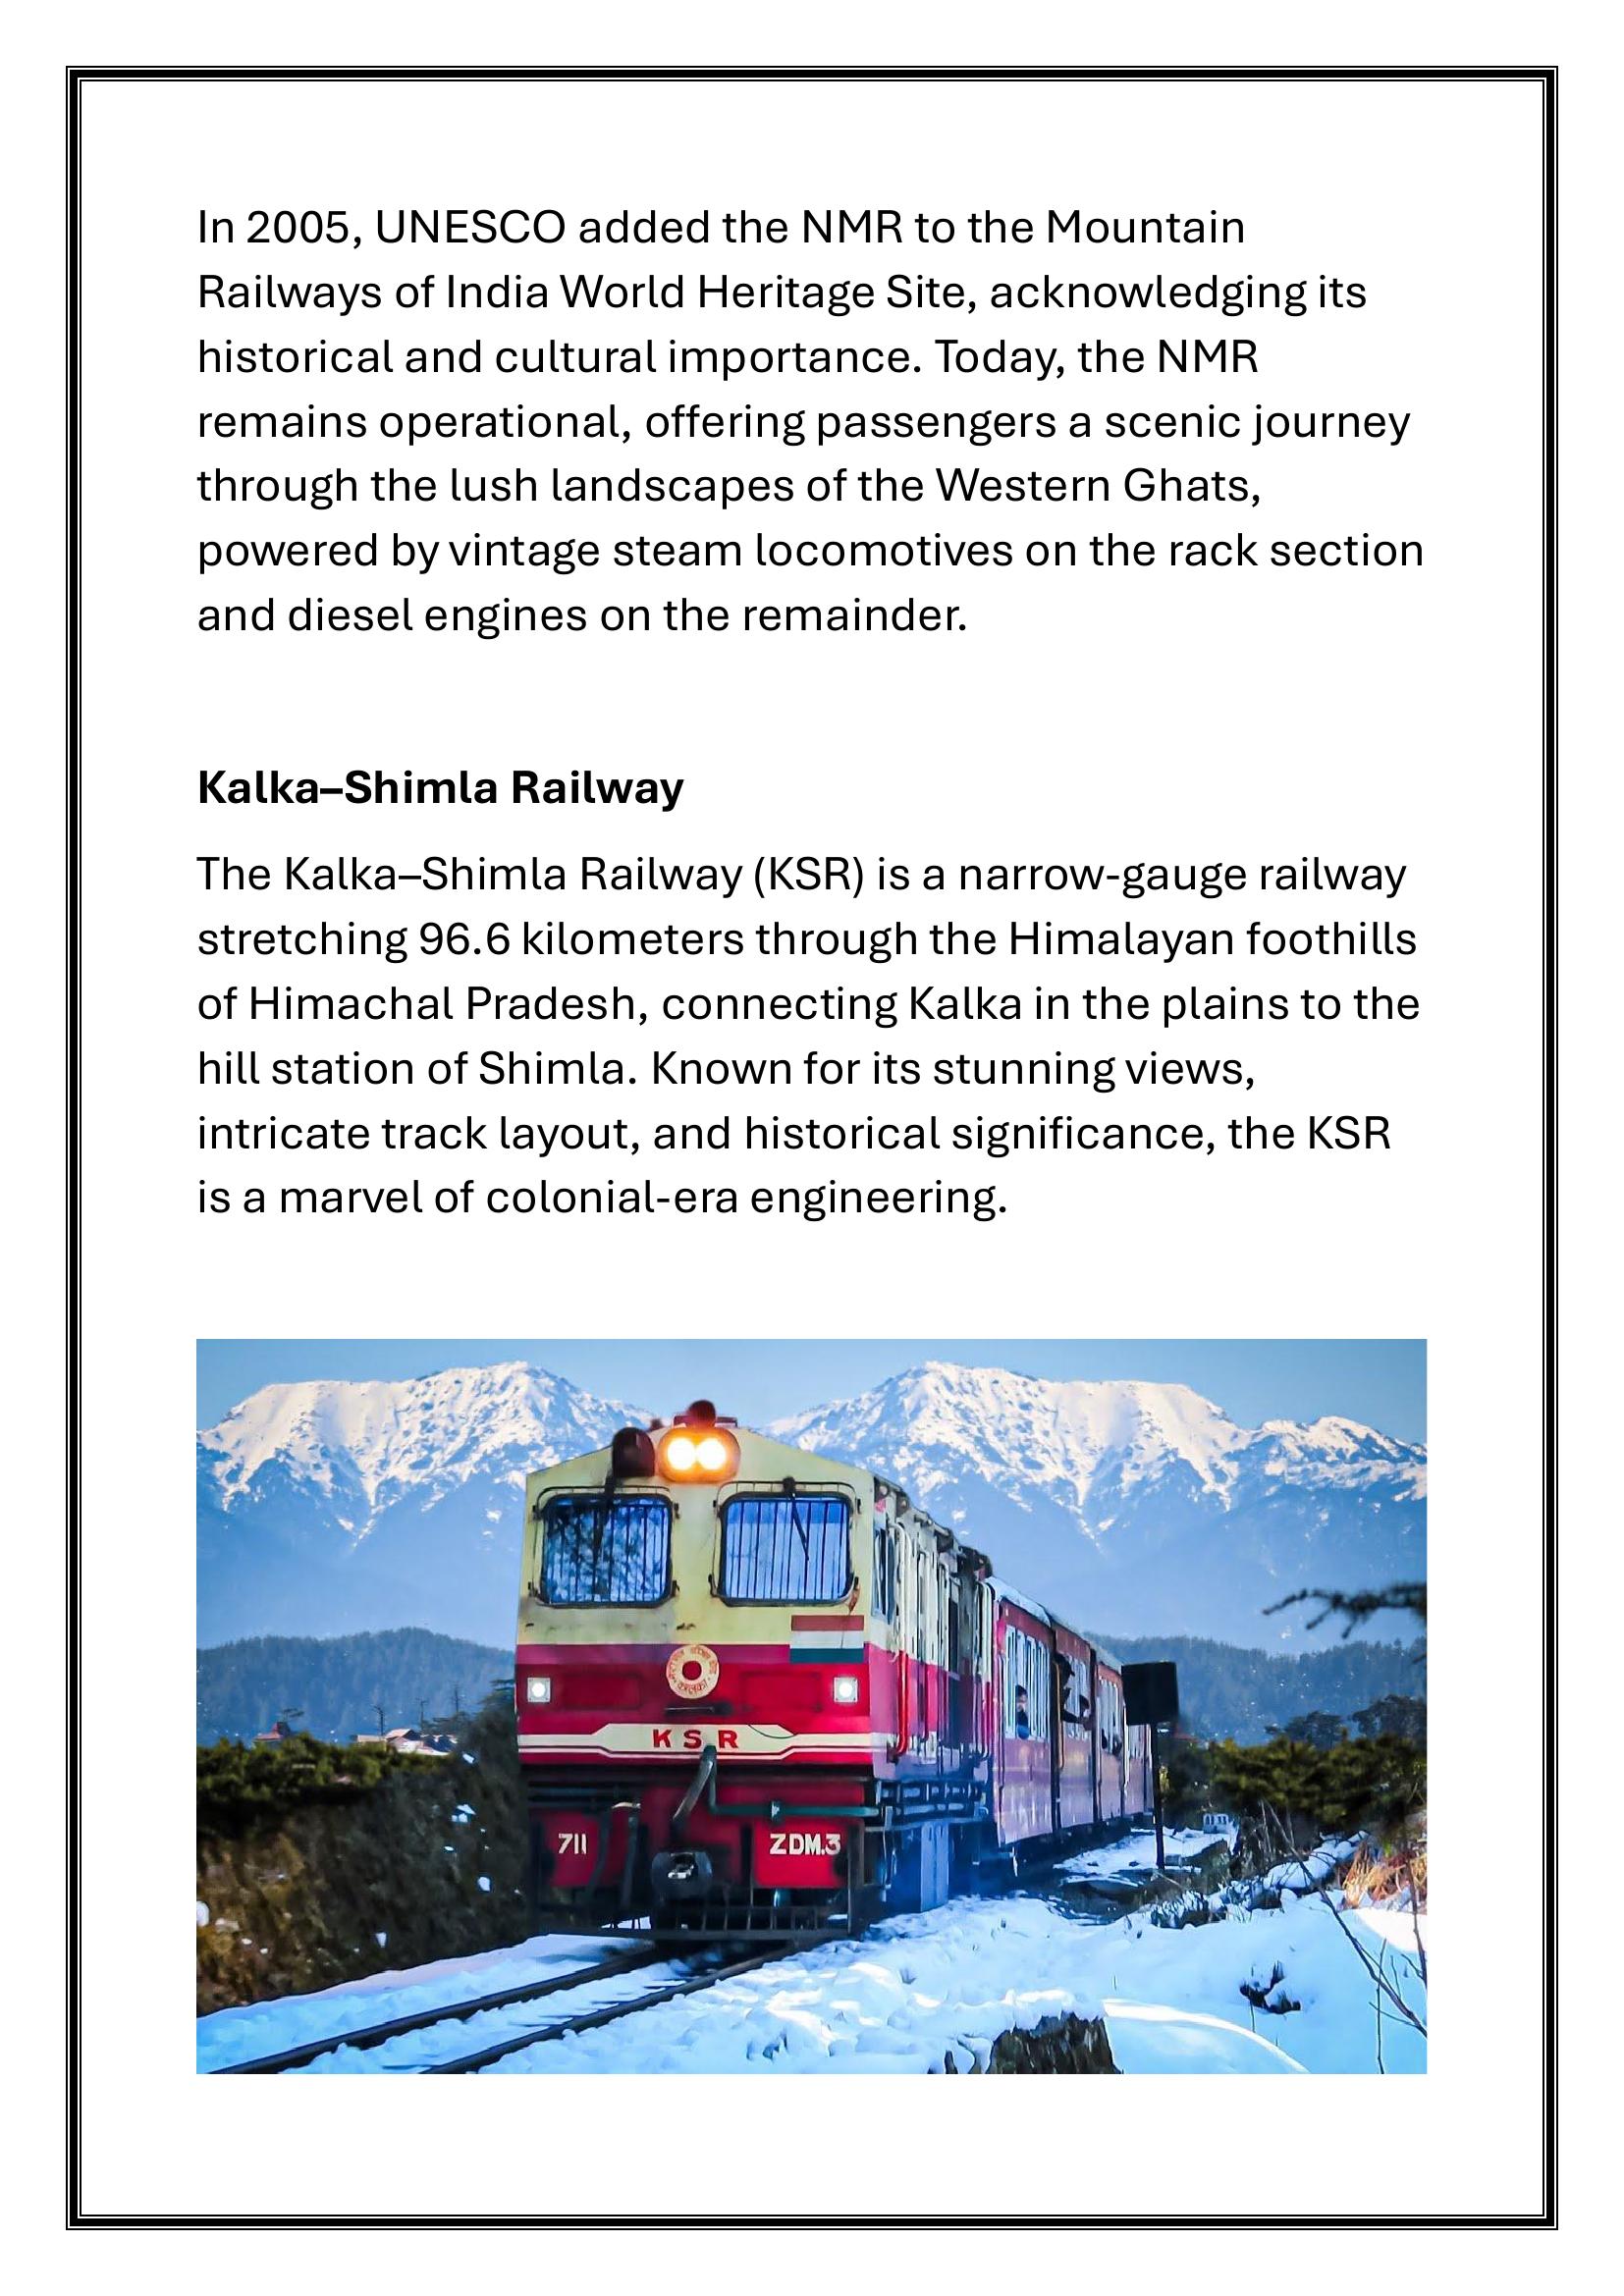 In 2005, UNESCO added the NMR to the Mountain
Railways of India World Heritage Site, acknowledging its
historical and cultural importance. Today, the NMR
remains operational, offering passengers a scenic journey
through the lush landscapes of the Western Ghats,
powered by vintage steam locomotives on the rack section
and diesel engines on the remainder.
Kalka–Shimla Railway
The Kalka–Shimla Railway (KSR) is a narrow-gauge railway
stretching 96.6 kilometers through the Himalayan foothills
of Himachal Pradesh, connecting Kalka in the plains to the
hill station of Shimla. Known for its stunning views,
intricate track layout, and historical significance, the KSR
is a marvel of colonial-era engineering.
KSR
711 ZDM.3